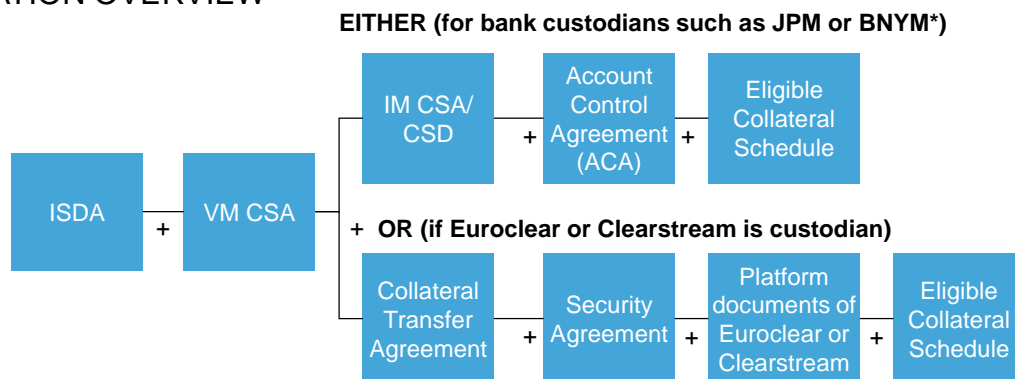 ATION OVERVIEW
EITHER (for bank custodians such as JPM or BNYM*)
ISDA
+
VM CSA
IM CSA/
CSD
+
Account
Control
Agreement
(ACA)
+
Eligible
Collateral
Schedule
+ OR (if Euroclear or Clearstream is custodian)
Collateral
Transfer
Agreement
+
Security
Agreement
+
Platform
documents of
Euroclear or
Clearstream
+
Eligible
Collateral
Schedule